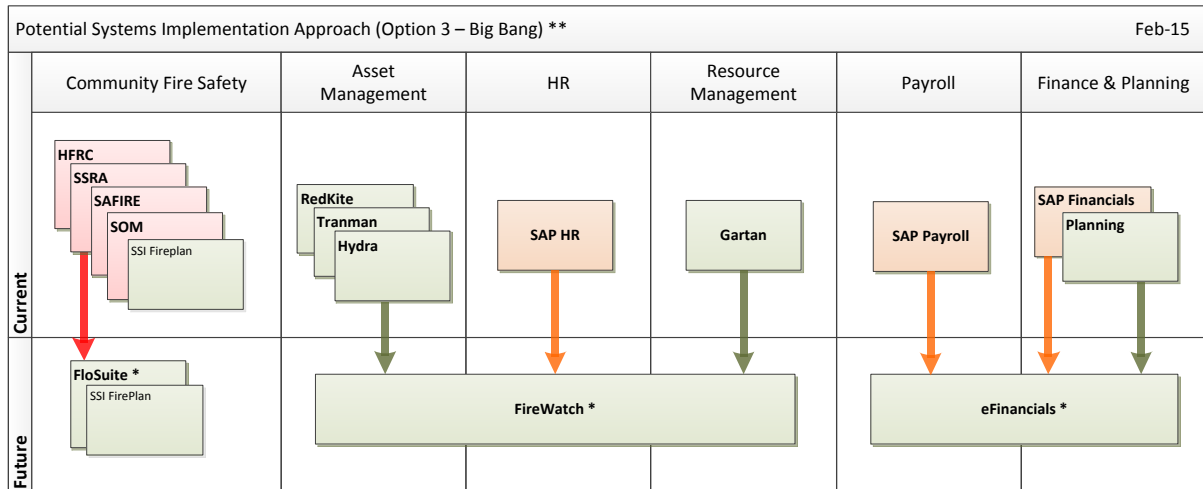 Potential Systems Implementation Approach (Option 3 – Big Bang) **
Feb-15
Community Fire Safety
Asset
Management
HR
Resource
Management
Payroll
Finance & Planning
Current
HFRC
SSRA
SAFIRE
SOM
SSI Fireplan
RedKite
Tranman
Hydra
SAP HR
Gartan
SAP Payroll
SAP Financials
Planning
Future
FloSuite *
SSI FirePlan
FireWatch *
eFinancials *